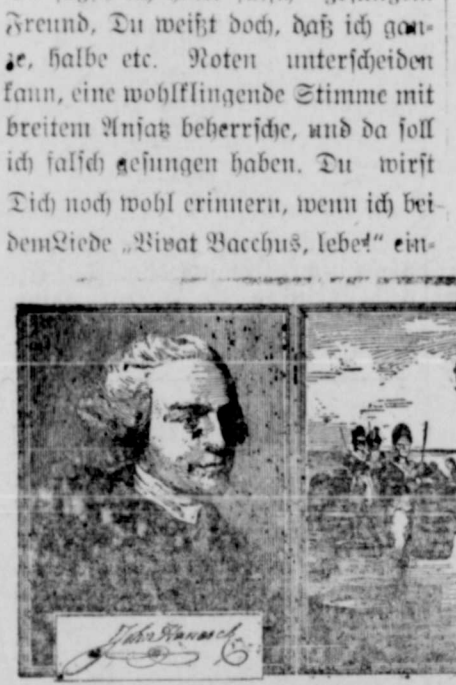 Freund, Du weißt doch, daß ich gan-
ze, halbe etc. Noten unterscheiden
kann, eine wohlklingende Stimme mit
breitem Ansatz beherrsche, und da soll
ich falsch gesungen haben. Du wirst
Dich noch wohl erinnern, wenn ich bei
demLiede „Vivat Bacchus, lebe!“ ein-
John Hancock